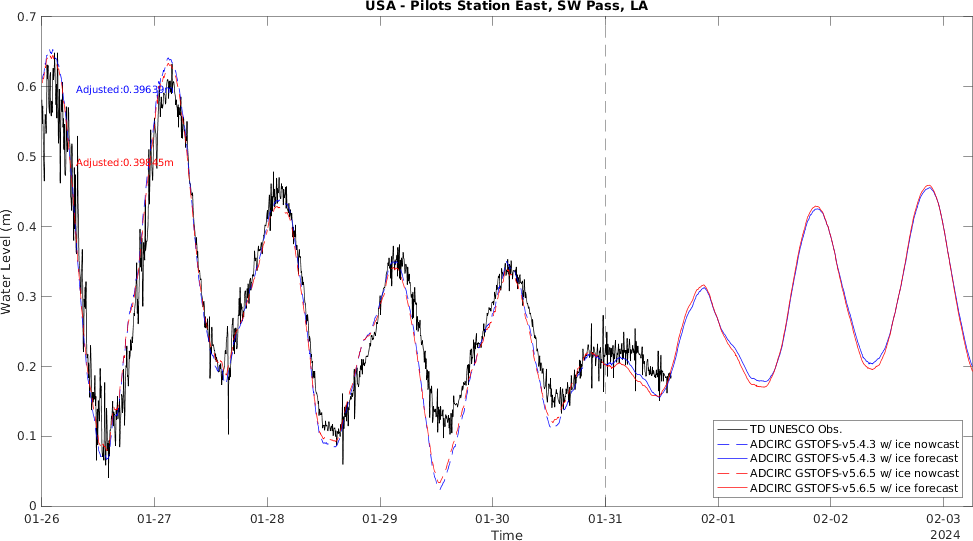 USA - Pilots Station East, SW Pass, LA
0.7
0.6
0.5
0.4
0.3
0.2
0.1
0
Water Level (m)
Adjusted:0.39639m
Adjusted:0.39845m
TD UNESCO Obs.
ADCIRC GSTOFS-v5.4.3 w/ ice nowcast
ADCIRC GSTOFS-v5.4.3 w/ ice forecast
ADCIRC GSTOFS-v5.6.5 w/ ice nowcast
ADCIRC GSTOFS-v5.6.5 w/ ice forecast
01-26 01-27 01-28 01-29 01-30 01-31 02-01 02-02 02-03
Time
2024